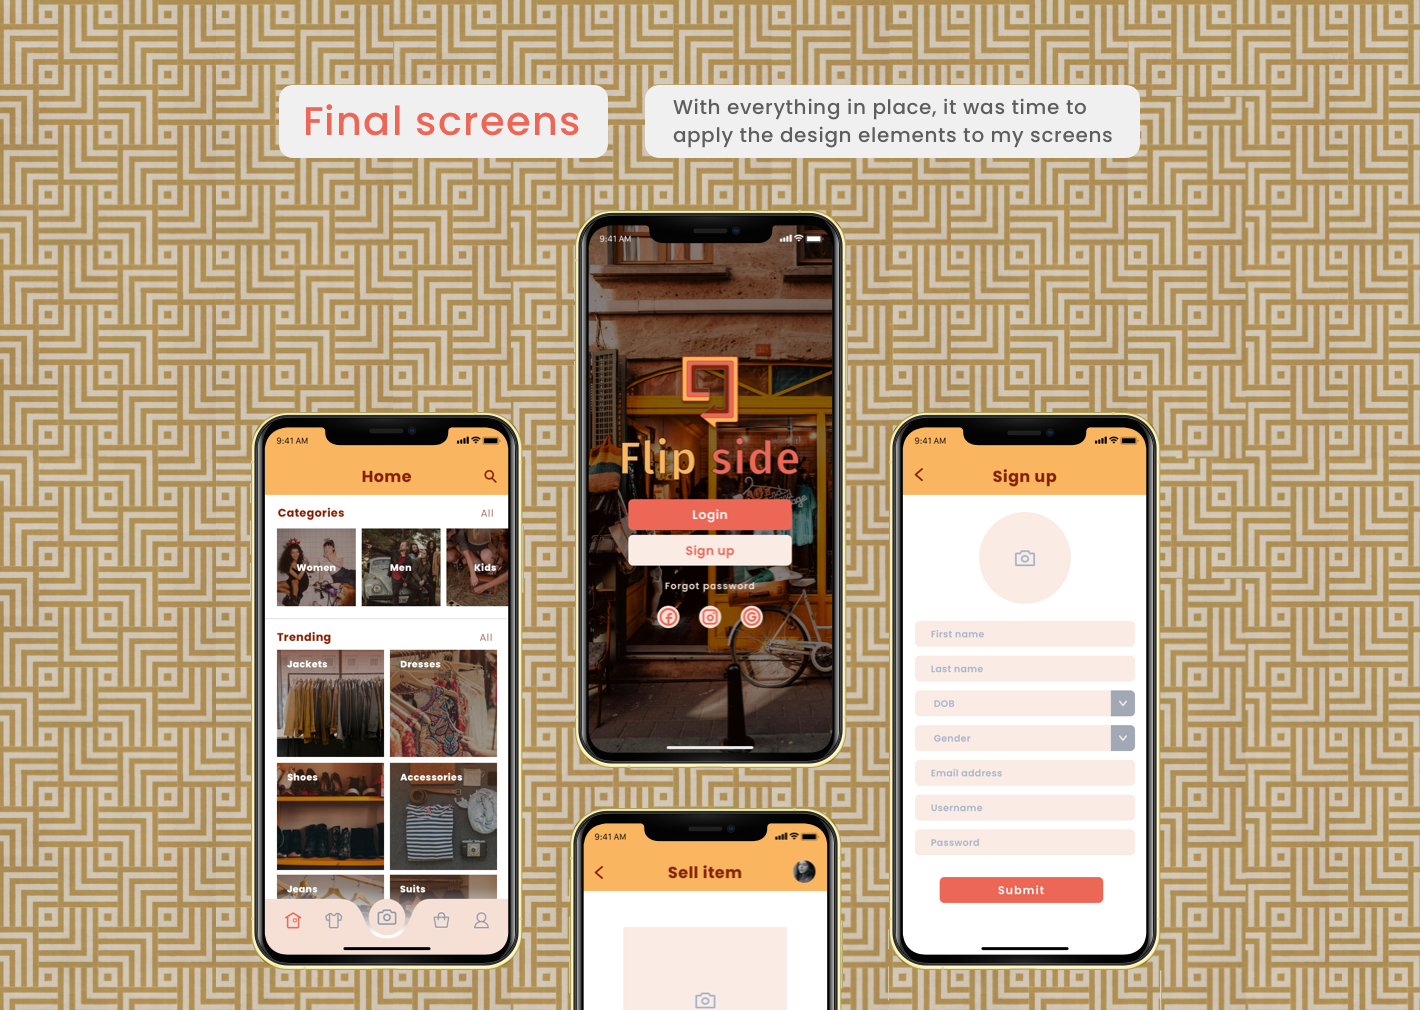 Final screens
With everything in place, it was time to
apply the design elements to my screens
9:41 AM
Flip side
Login
Sign up
Forgot password
9:41 AM
Home
Categories
All
Women
Men
Kids
Trending
All
Jackets
Dresses
Shoes
Accessories
Jeans
Suits
9:41 AM
Sign up
First name
Last name
DOB
Gender
Email address
Username
Password
Submit
9:41 AM
Sell item